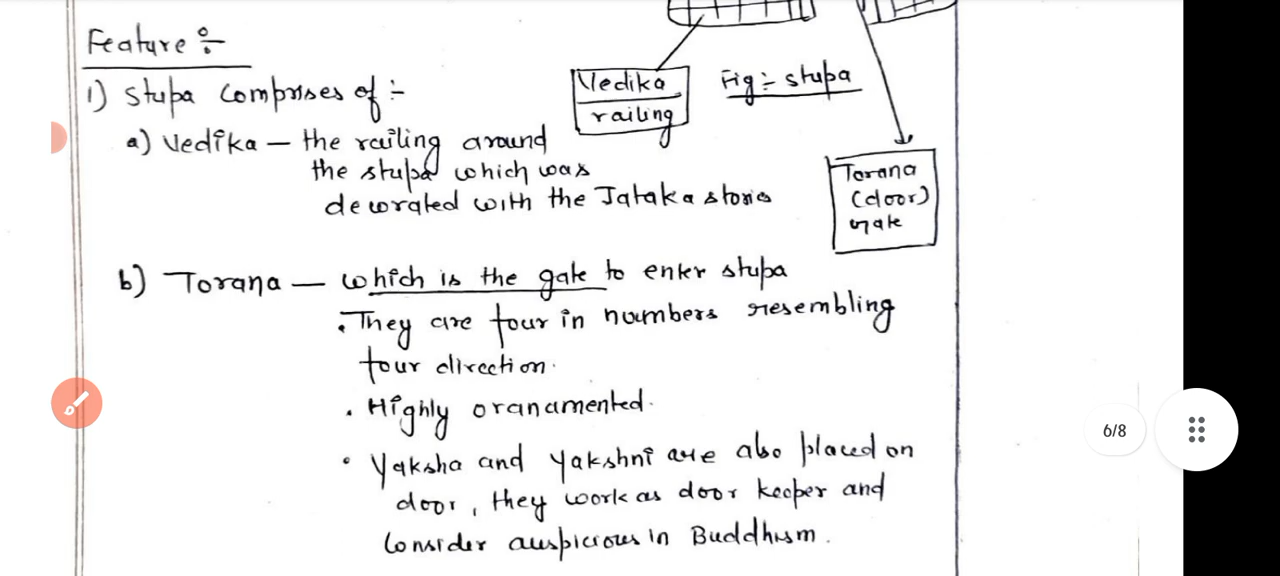 Feature :-
Vedika
railing
Fig:- stupa
1) Stupa Comprises of :-
a) Vedika — the railing around
the stupa which was
decorated with the Jataka stories
Torana
(door)
gate
b) Torana — which is the gate to enter stupa
• They are four in numbers resembling
four direction.
• Highly oranamented.
• Yaksha and Yakshni are also placed on
door, they work as door keeper and
Consider auspicious in Buddhism.
6/8